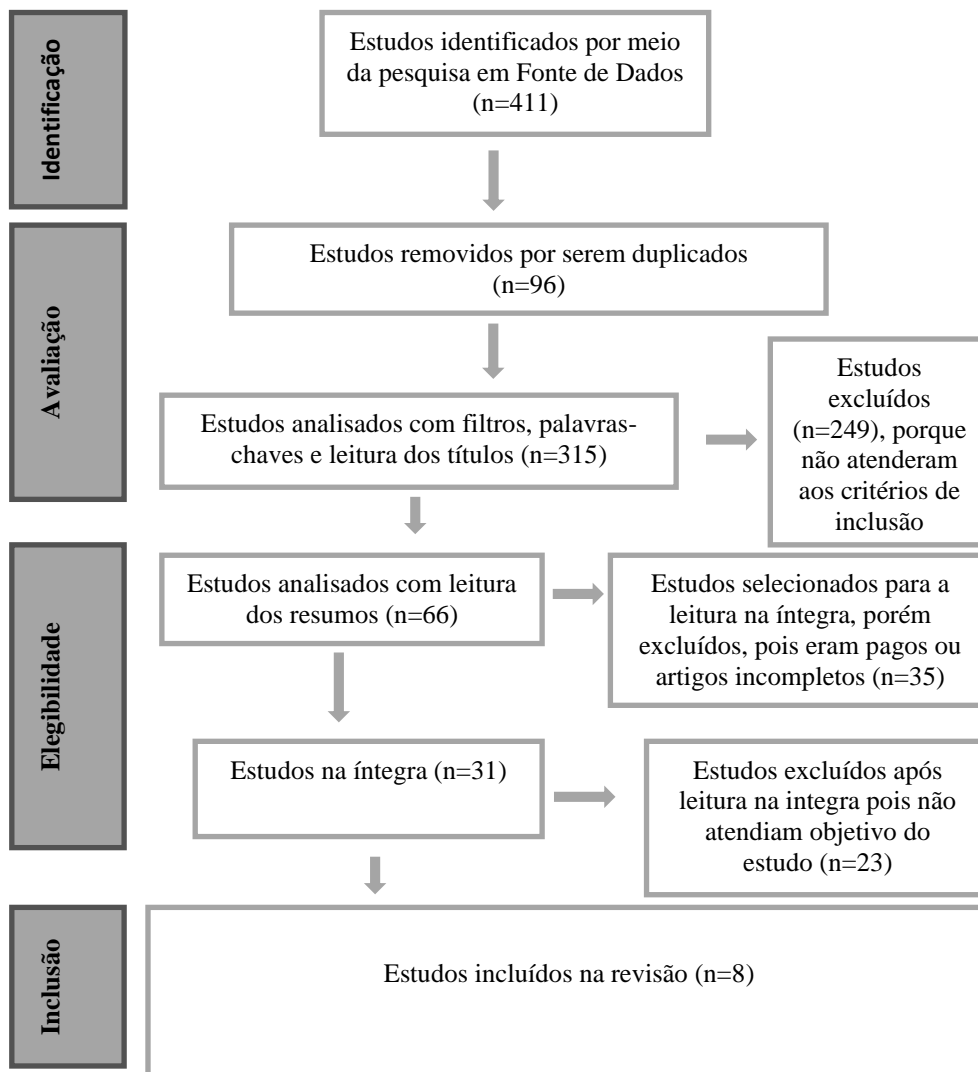 Identificação
Estudos identificados por meio
da pesquisa em Fonte de Dados
(n=411)
Avaliação
Estudos removidos por serem duplicados
(n=96)
Estudos analisados com filtros, palavras-
chaves e leitura dos títulos (n=315)
Estudos
excluídos
(n=249), porque
não atenderam
aos critérios de
inclusão
Elegibilidade
Estudos analisados com leitura
dos resumos (n=66)
Estudos selecionados para a
leitura na íntegra, porém
excluídos, pois eram pagos ou
artigos incompletos (n=35)
Estudos na íntegra (n=31)
Estudos excluídos após
leitura na integra pois não
atendiam objetivo do
estudo (n=23)
Inclusão
Estudos incluídos na revisão (n=8)